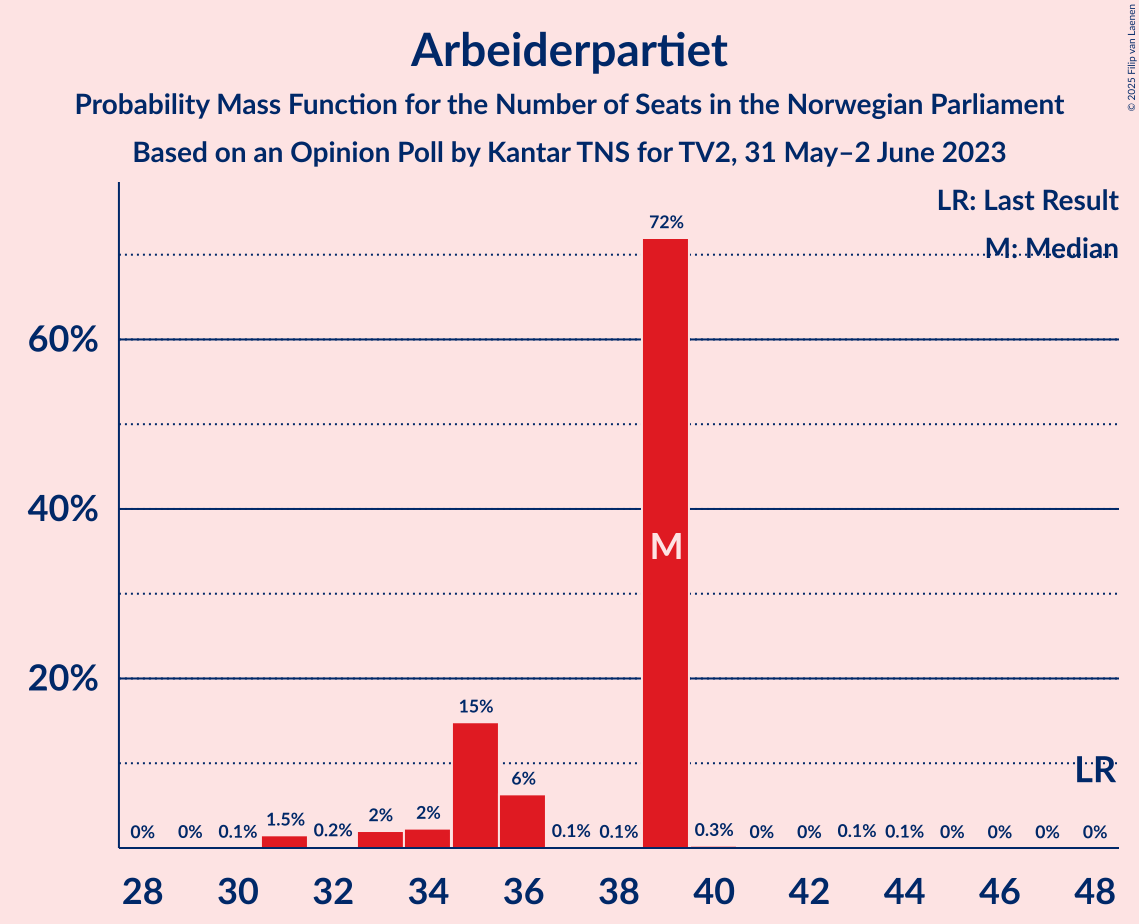 Arbeiderpartiet
Probability Mass Function for the Number of Seats in the Norwegian Parliament
Based on an Opinion Poll by Kantar TNS for TV2, 31 May–2 June 2023
© 2025 Filip van Laenen
LR: Last Result
M: Median
72%
60%
40%
M
20%
15%
LR
6%
0% 0% 0.1% 1.5% 0.2% 2% 2% 0.1% 0.1% 0.3% 0% 0% 0.1% 0.1% 0% 0% 0% 0%
28 30 32 34 36 38 40 42 44 46 48